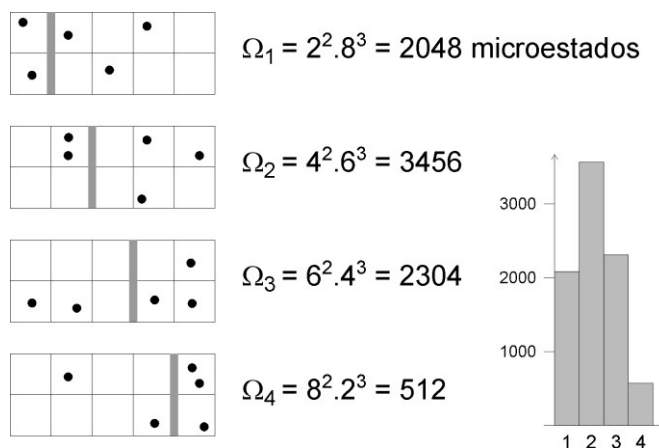 Ω₁ = 2².8³ = 2048 microestados
Ω₂ = 4².6³ = 3456
Ω₃ = 6².4³ = 2304
Ω₄ = 8².2³ = 512
3000
2000
1000
1 2 3 4